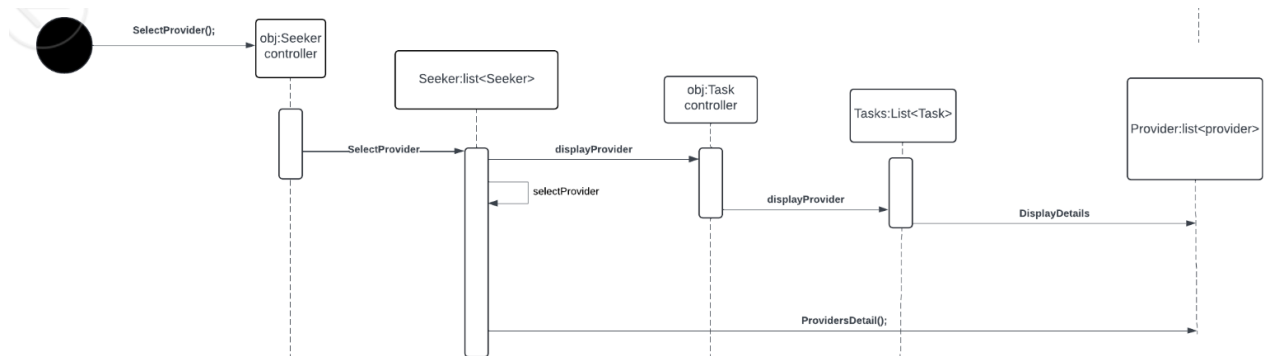 SelectProvider();
obj:Seeker
controller
Seeker:list<Seeker>
obj:Task
controller
Tasks:List<Task>
Provider:list<provider>
SelectProvider
displayProvider
selectProvider
displayProvider
DisplayDetails
ProvidersDetail();